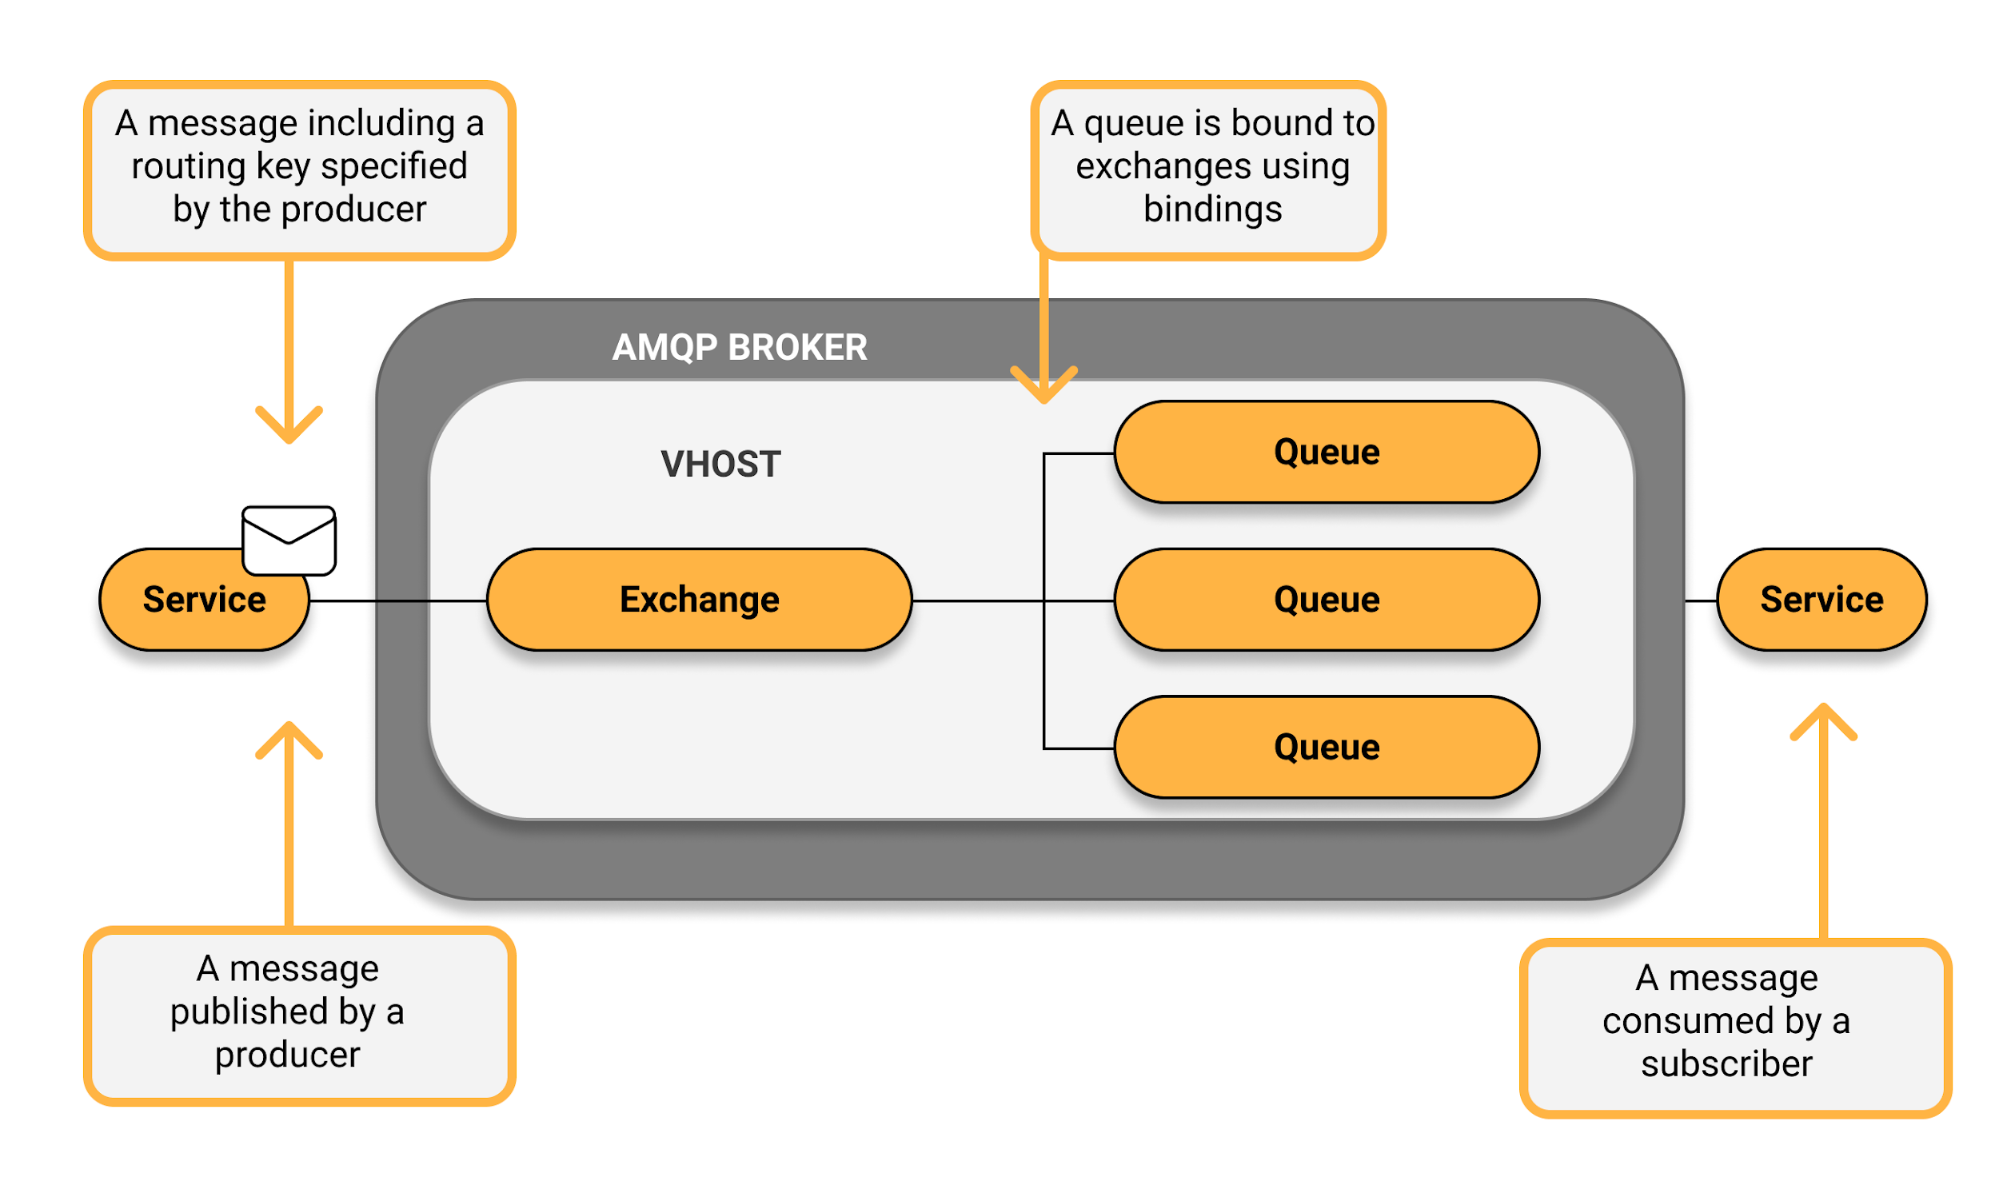 A message including a
routing key specified
by the producer
A queue is bound to
exchanges using
bindings
AMQP BROKER
VHOST
Queue
Service
Exchange
Queue
Service
Queue
A message
published by a
producer
A message
consumed by a
subscriber